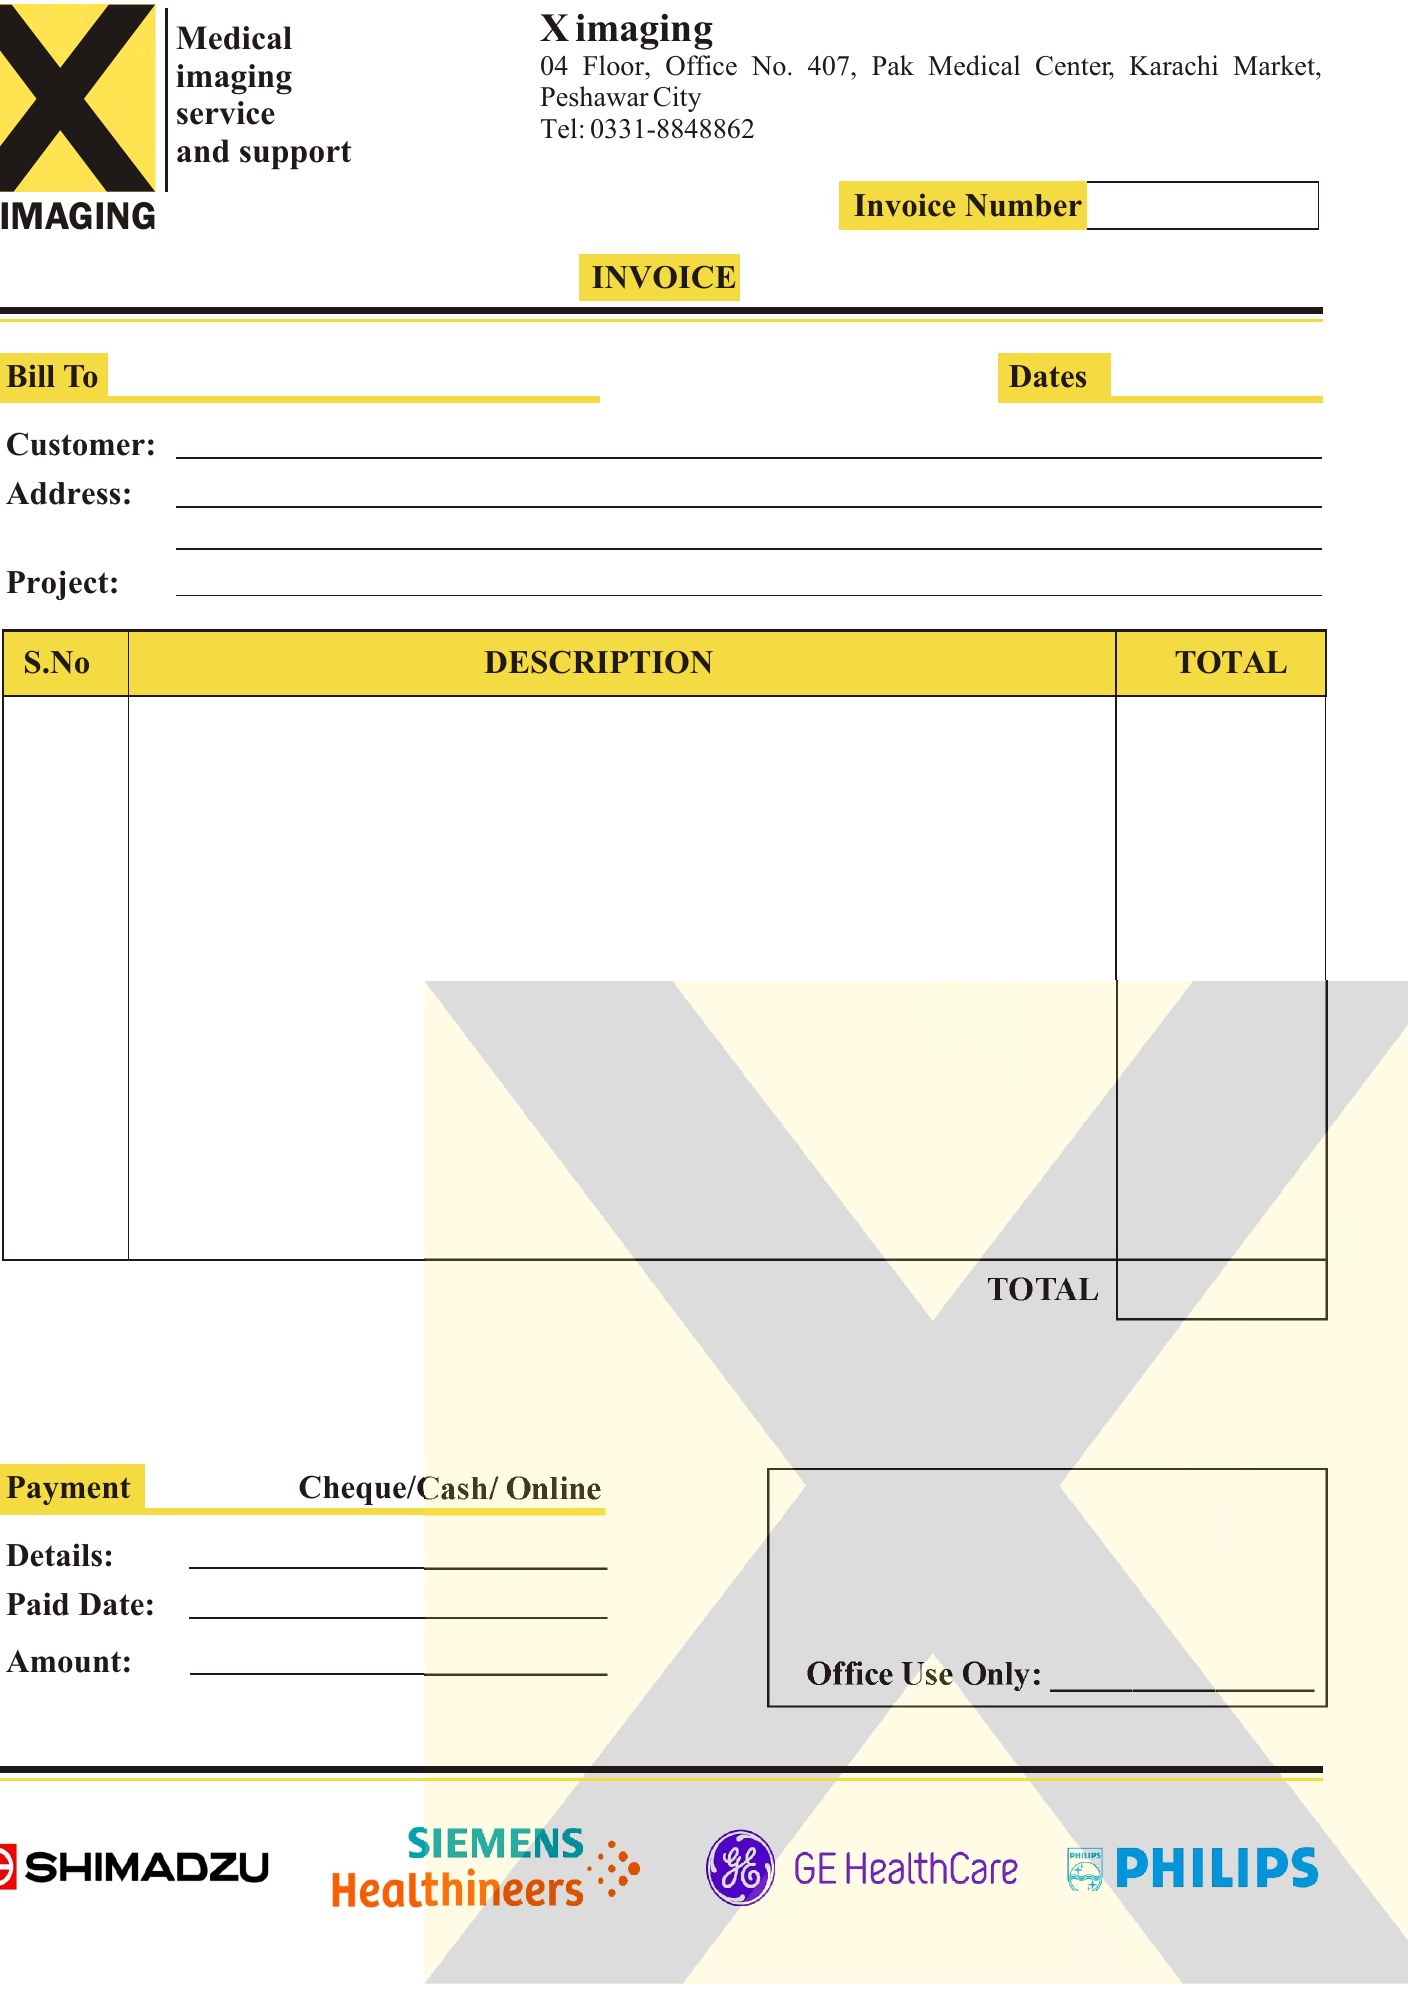 X
IMAGING
Medical
imaging
service
and support
X imaging
04 Floor, Office No. 407, Pak Medical Center, Karachi Market,
Peshawar City
Tel: 0331-8848862
Invoice Number
INVOICE
Bill To
Dates
Customer:
Address:
Project:
S.No DESCRIPTION TOTAL
TOTAL
Payment Cheque/Cash/ Online
Details:
Paid Date:
Amount:
Office Use Only:
SHIMADZU
SIEMENS
Healthineers
GE
GE HealthCare
PHILIPS
PHILIPS